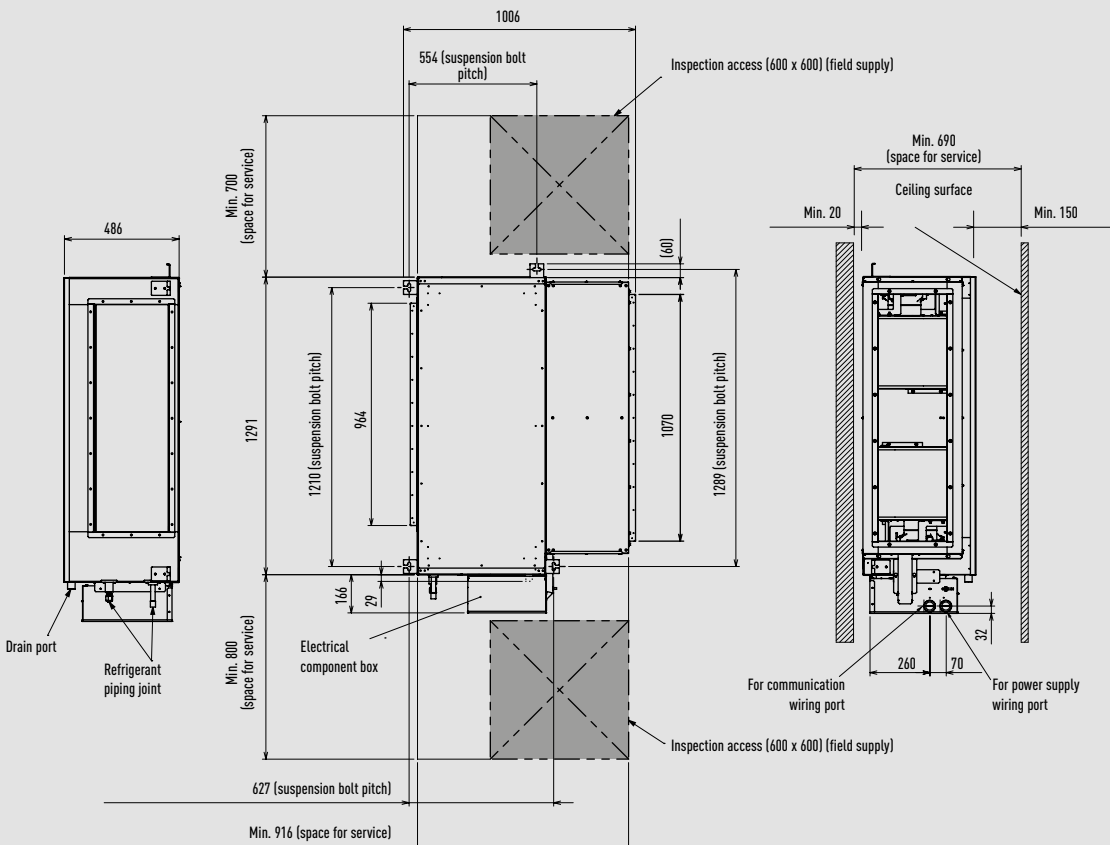 1006
554 (suspension bolt
pitch)
Inspection access (600 x 600) (field supply)
Min. 700
(space for service)
Min. 690
(space for service)
Ceiling surface
Min. 20
Min. 150
486
(60)
1291
1210 (suspension bolt pitch)
964
1070
1289 (suspension bolt pitch)
166
29
Drain port
Refrigerant
piping joint
Electrical
component box
Min. 800
(space for service)
32
260
70
For communication
wiring port
For power supply
wiring port
Inspection access (600 x 600) (field supply)
627 (suspension bolt pitch)
Min. 916 (space for service)